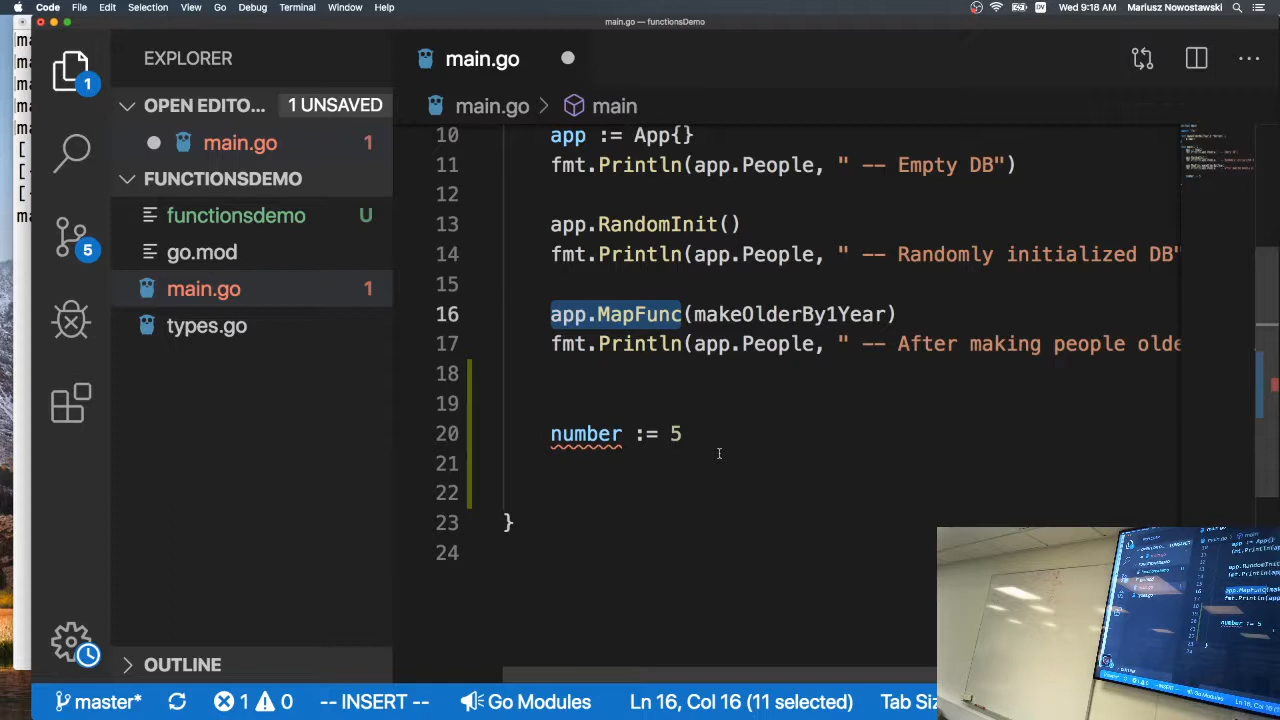 Code File Edit Selection View Go Debug Terminal Window Help
Wed 9:18 AM Mariusz Nowostawski
main.go — functionsDemo
EXPLORER
OPEN EDITO... 1 UNSAVED
main.go 1
FUNCTIONSDEMO
functionsdemo U
go.mod
main.go 1
types.go
OUTLINE
1
5
main.go
main.go > main
10 app := App{}
11 fmt.Println(app.People, " -- Empty DB")
12
13 app.RandomInit()
14 fmt.Println(app.People, " -- Randomly initialized DB"
15
16 app.MapFunc(makeOlderBy1Year)
17 fmt.Println(app.People, " -- After making people olde
18
19
20 number := 5
21
22
23 }
24
master* 1 0 -- INSERT -- Go Modules Ln 16, Col 16 (11 selected) Tab Siz